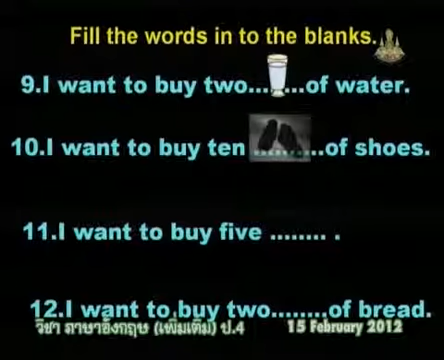 Fill the words in to the blanks.
9.I want to buy two.........of water.
10.I want to buy ten ..........of shoes.
11.I want to buy five ........ .
12.I want to buy two........of bread.
วิชา ภาษาอังกฤษ (เพิ่มเติม) ป.4 15 February 2012